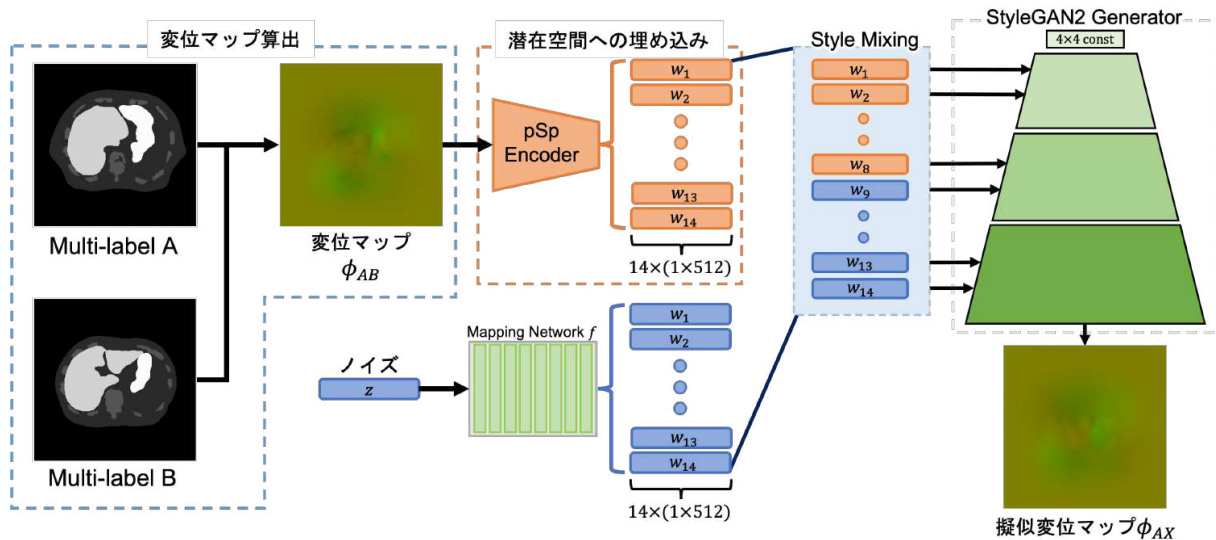 変位マップ算出
Multi-label A
Multi-label B
変位マップ
ϕ_AB
潜在空間への埋め込み
pSp
Encoder
w₁
w₂
w₁₃
w₁₄
14×(1×512)
ノイズ
z
Mapping Network f
w₁
w₂
w₁₃
w₁₄
14×(1×512)
Style Mixing
w₁
w₂
w₈
w₉
w₁₃
w₁₄
StyleGAN2 Generator
4×4 const
擬似変位マップϕ_AX